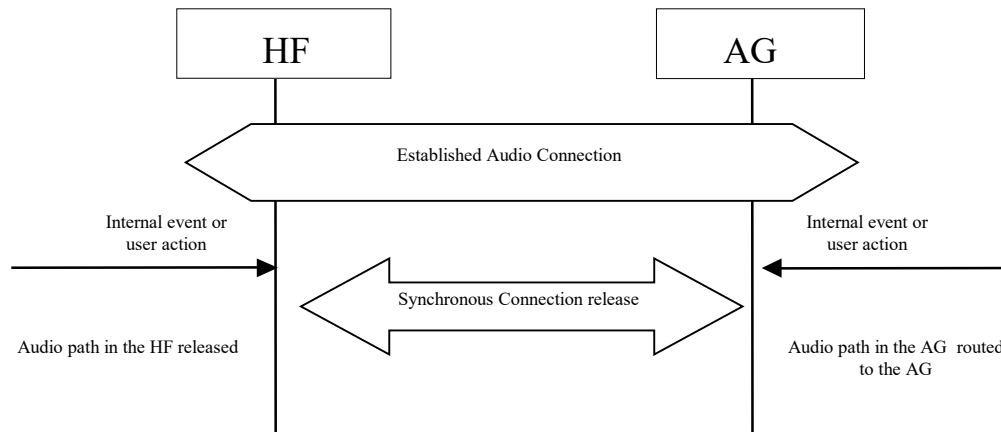 HF
AG
Established Audio Connection
Internal event or
user action
Internal event or
user action
Synchronous Connection release
Audio path in the HF released
Audio path in the AG routed
to the AG